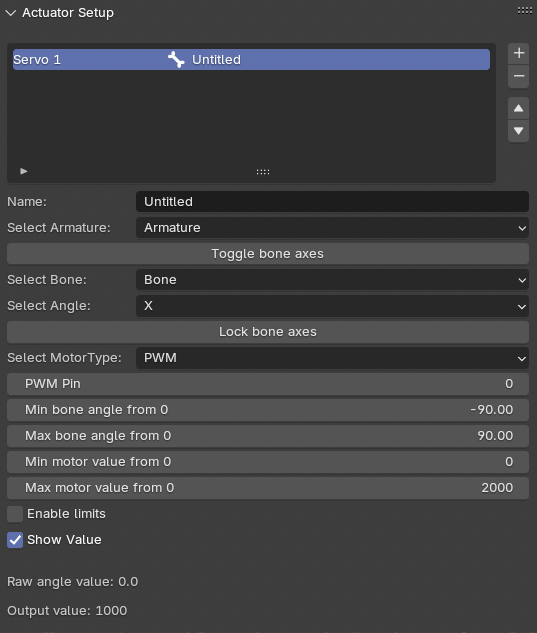 Actuator Setup
Servo 1 Untitled
Name: Untitled
Select Armature: Armature
Toggle bone axes
Select Bone: Bone
Select Angle: X
Lock bone axes
Select MotorType: PWM
PWM Pin 0
Min bone angle from 0 -90.00
Max bone angle from 0 90.00
Min motor value from 0 0
Max motor value from 0 2000
Enable limits
Show Value
Raw angle value: 0.0
Output value: 1000